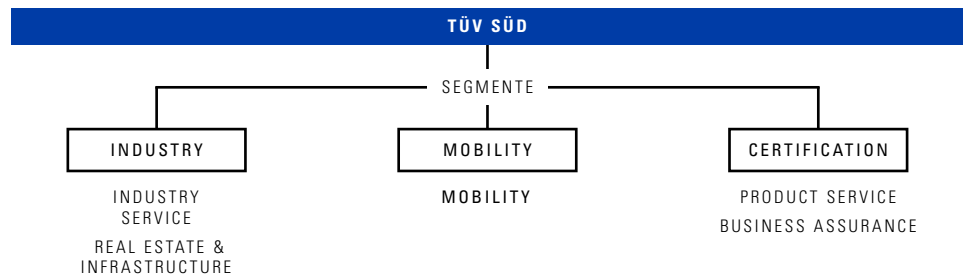 TÜV SÜD
SEGMENTE
INDUSTRY
MOBILITY
CERTIFICATION
INDUSTRY
SERVICE
REAL ESTATE &
INFRASTRUCTURE
MOBILITY
PRODUCT SERVICE
BUSINESS ASSURANCE